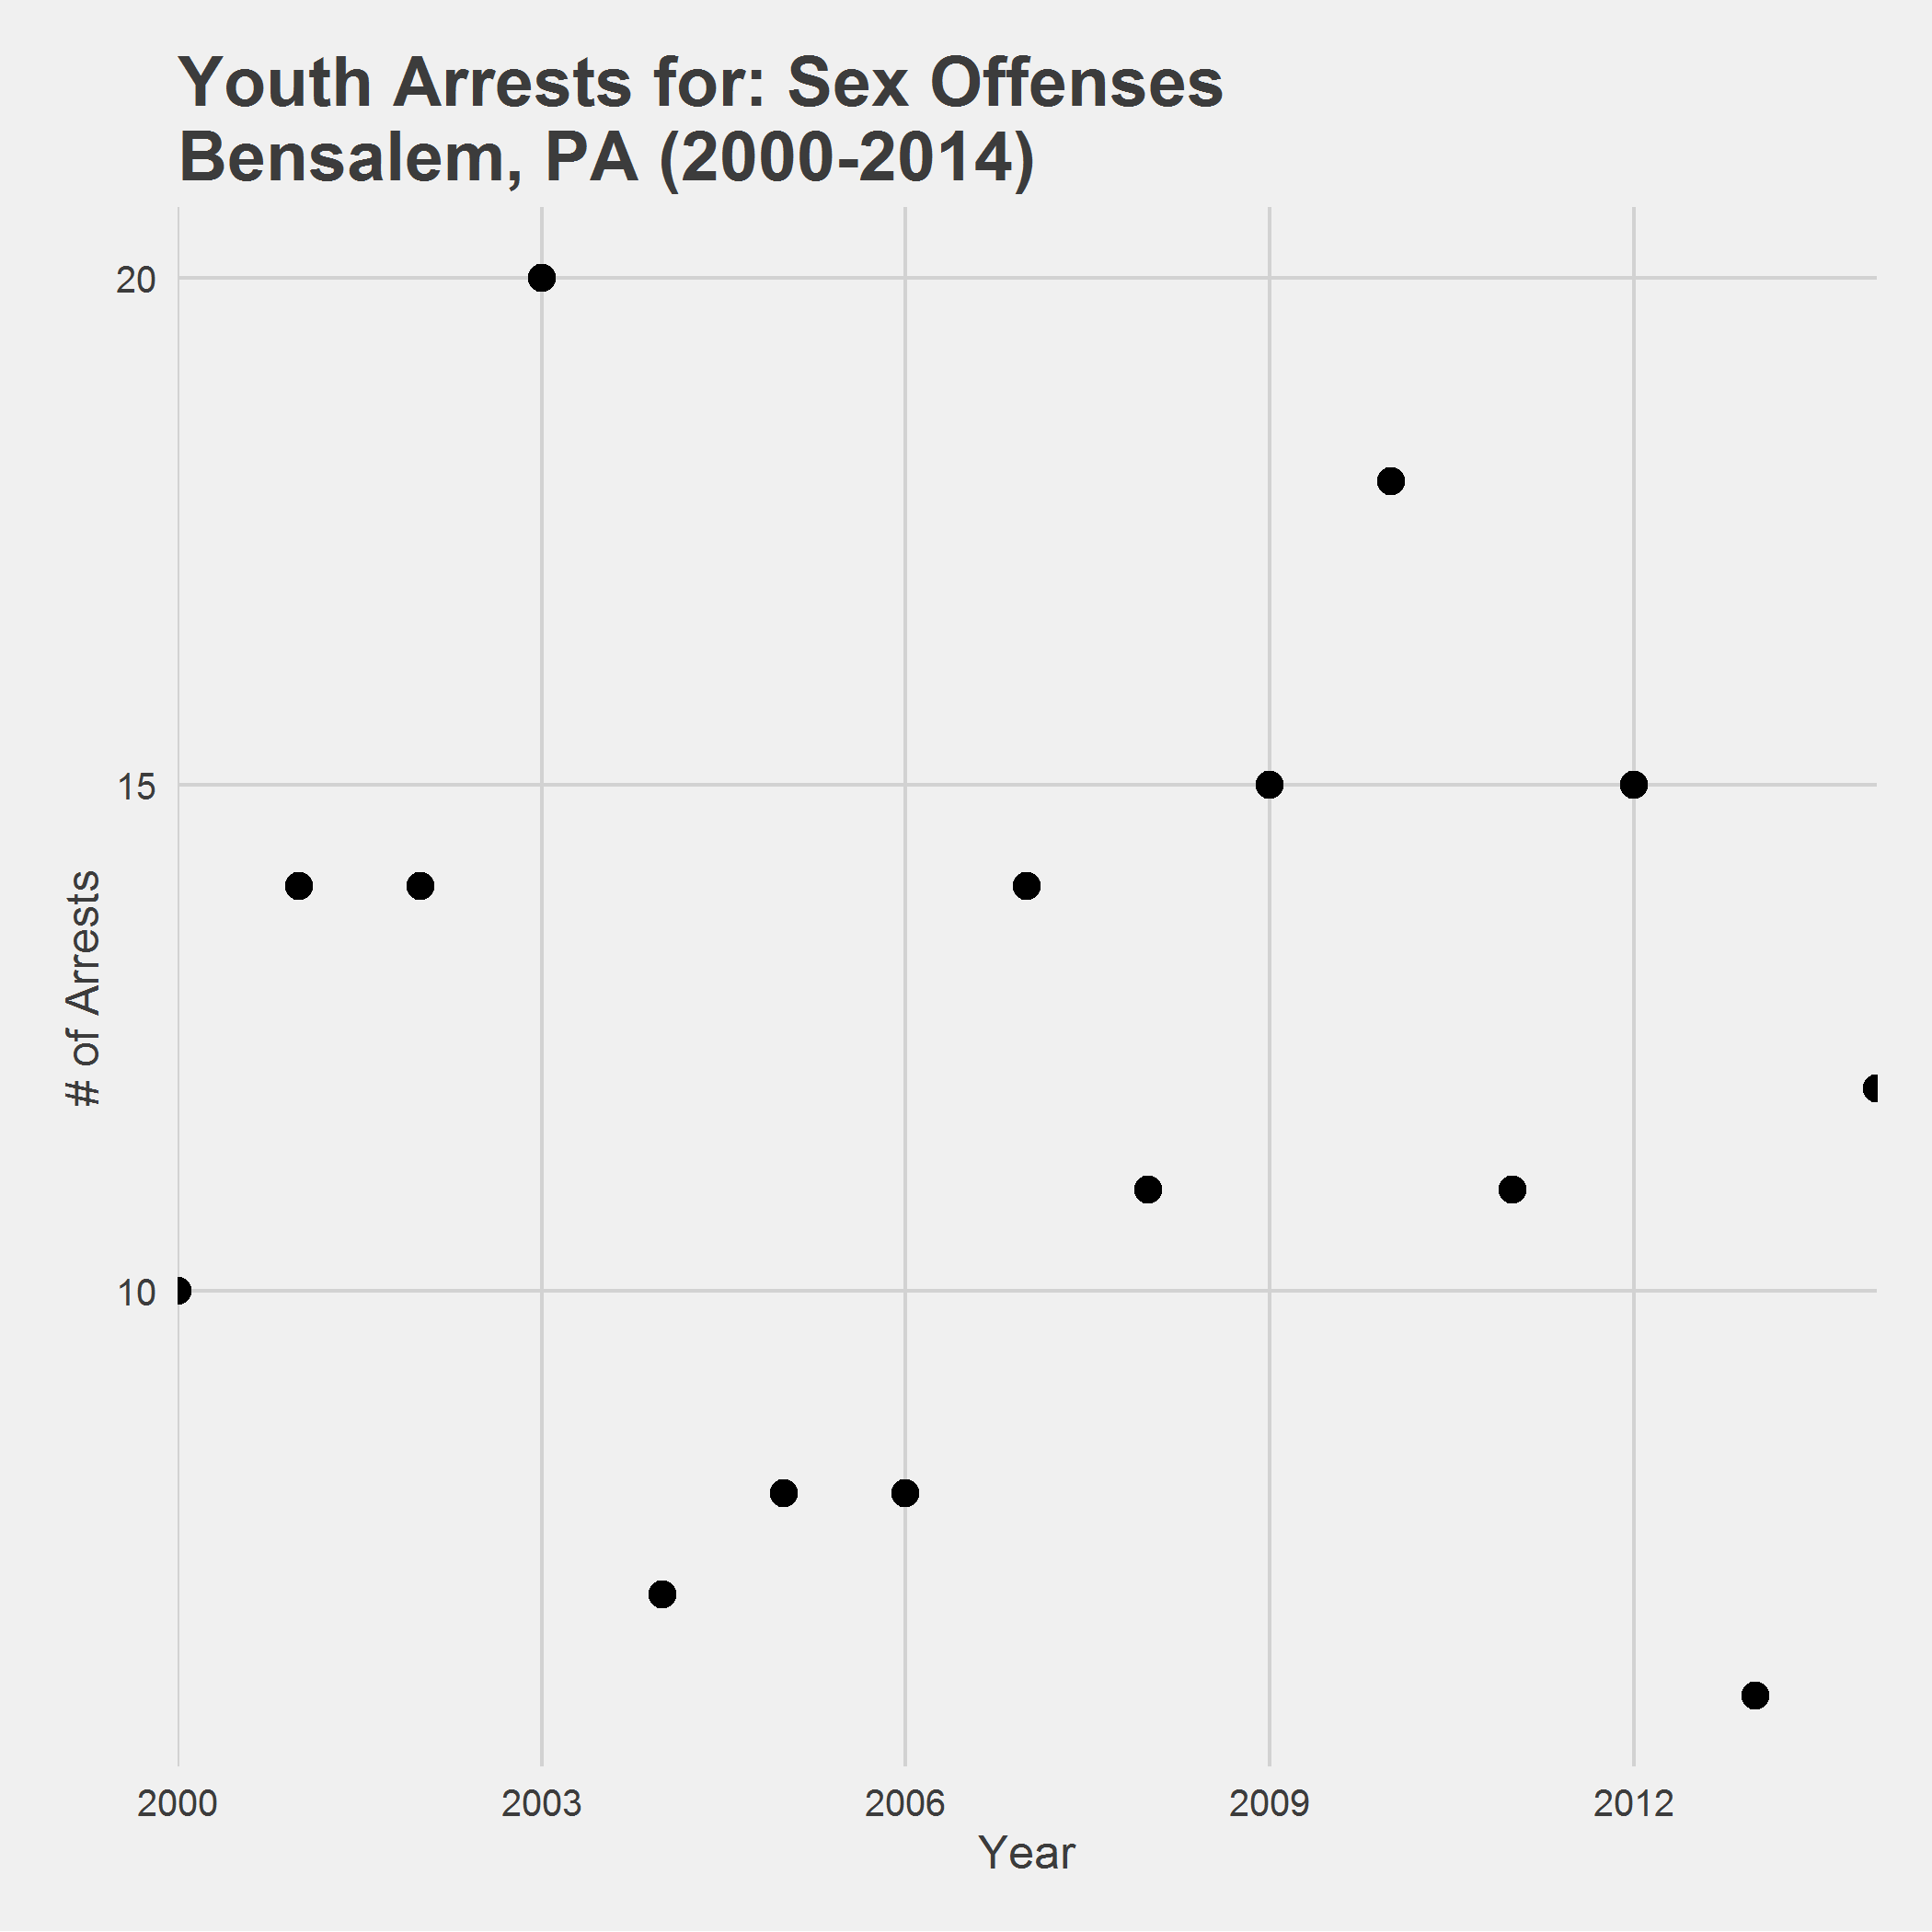 Youth Arrests for: Sex Offenses
Bensalem, PA (2000-2014)
20
15
10
# of Arrests
2000 2003 2006 2009 2012
Year